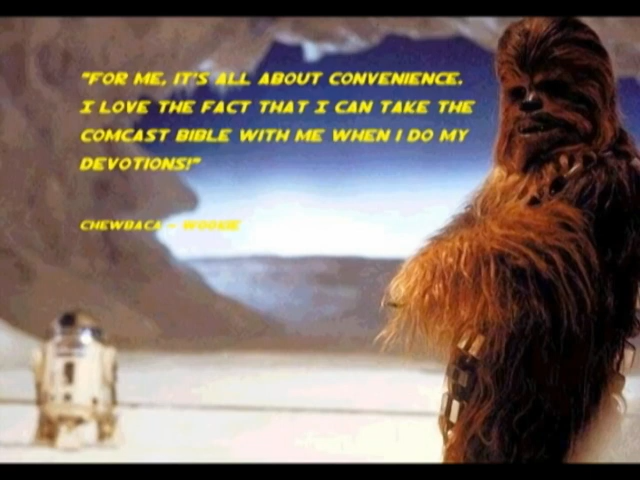 "FOR ME, IT'S ALL ABOUT CONVENIENCE.
I LOVE THE FACT THAT I CAN TAKE THE
COMCAST BIBLE WITH ME WHEN I DO MY
DEVOTIONS!"
CHEWBACA - WOOKIE